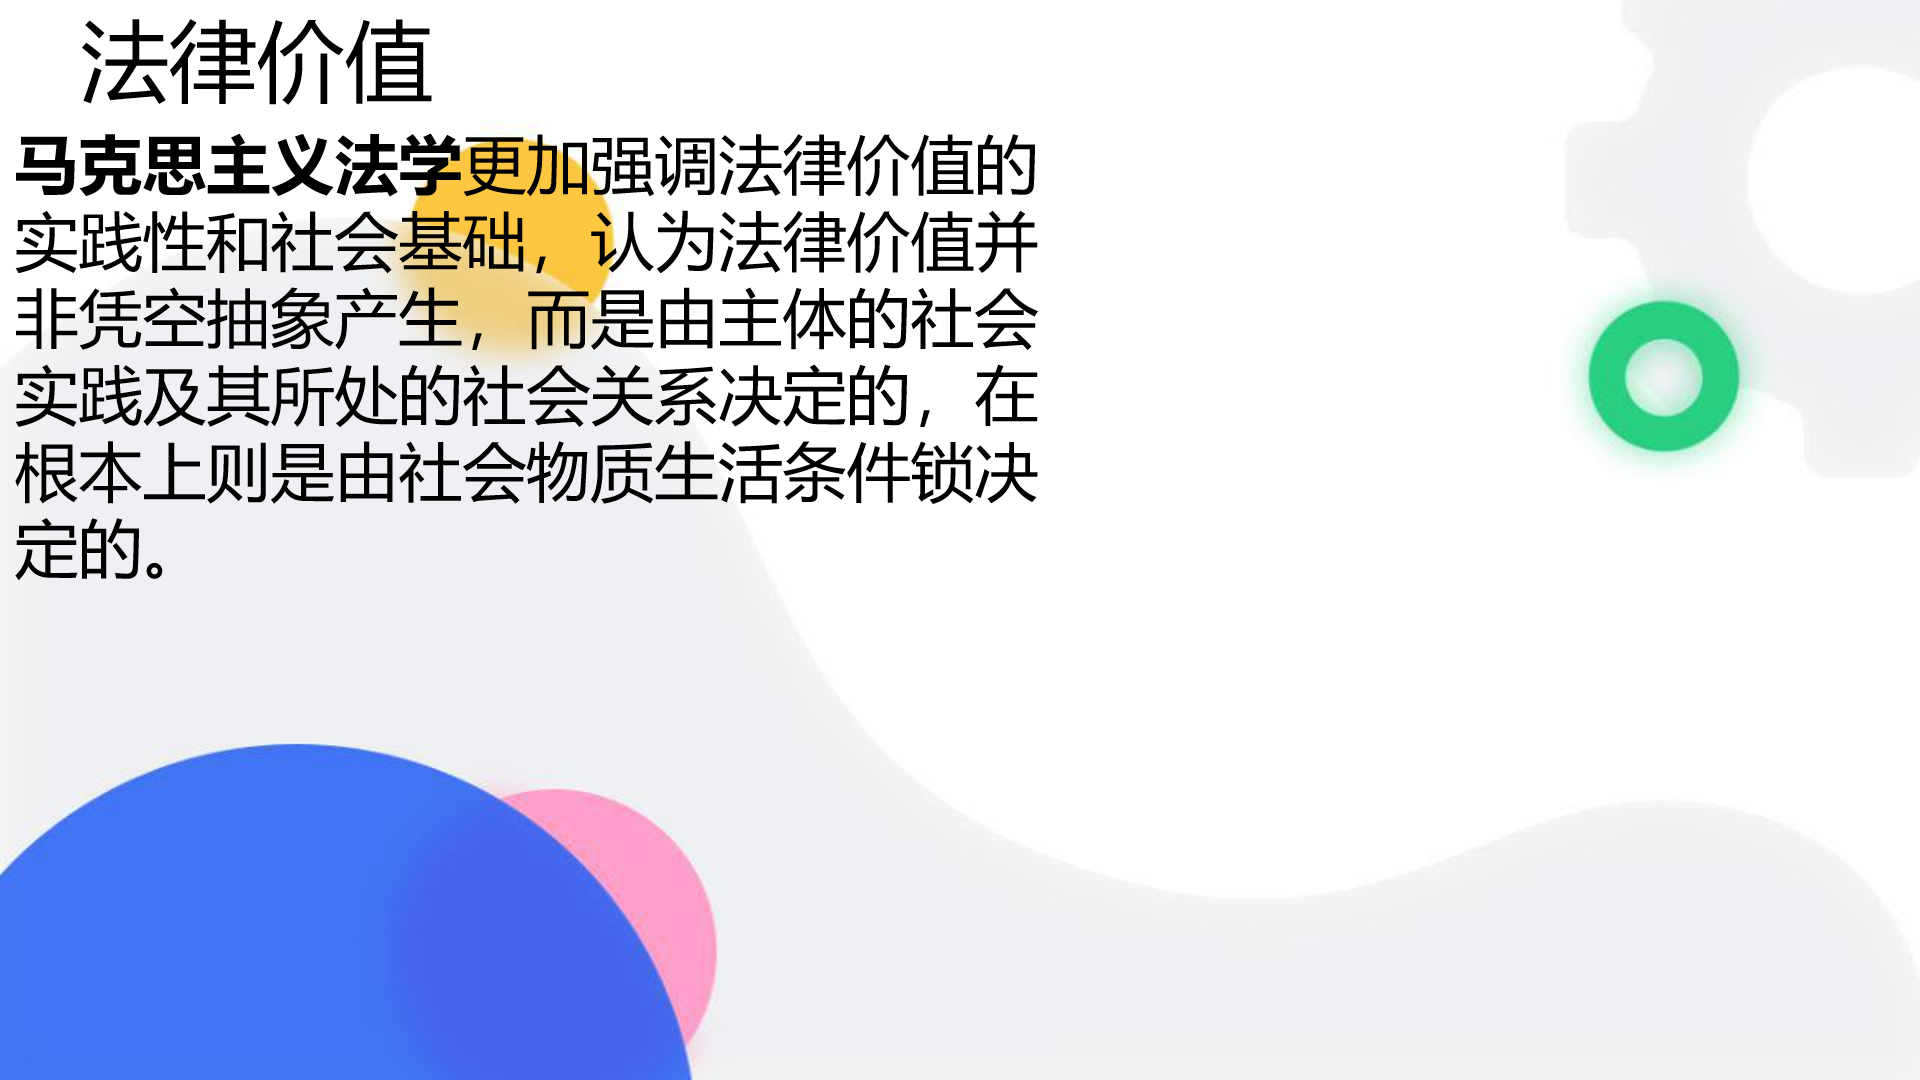 法律价值
马克思主义法学更加强调法律价值的
实践性和社会基础，认为法律价值并
非凭空抽象产生，而是由主体的社会
实践及其所处的社会关系决定的，在
根本上则是由社会物质生活条件锁决
定的。